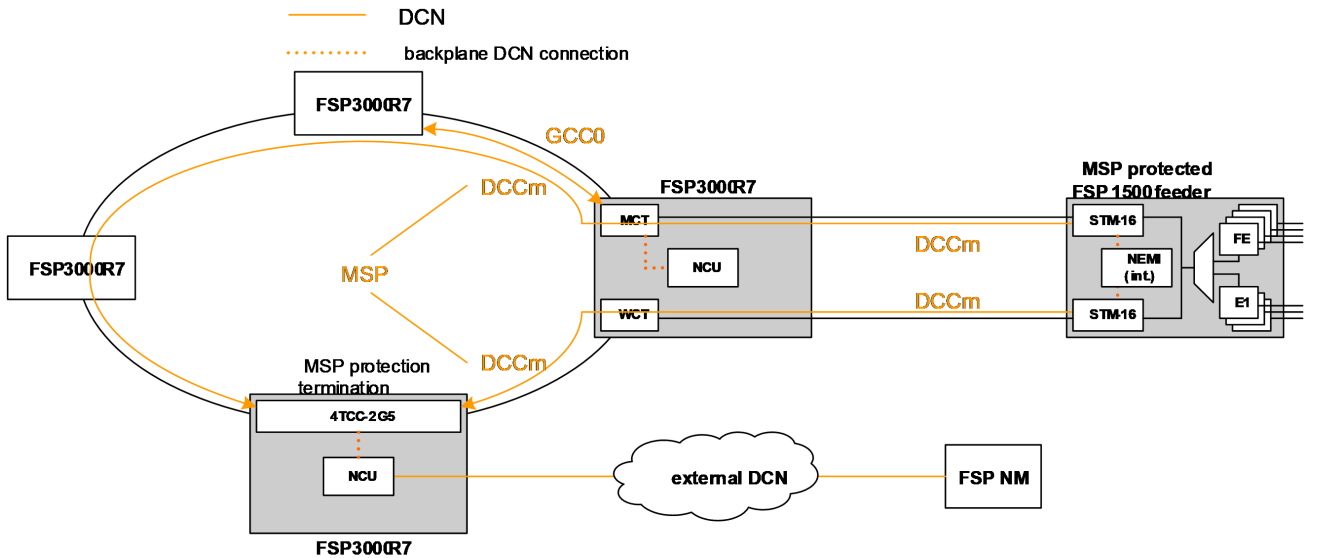 DCN
backplane DCN connection
FSP3000R7
GCC0
DCCm
MSP protected
FSP 1500 feeder
FSP3000R7
MCT
STM-16
FE
DCCm
FSP3000R7
MSP
NCU
NEMI
(int.)
DCCm
WCT
STM-16
E1
DCCm
MSP protection
termination
4TCC-2G5
NCU
external DCN
FSP NM
FSP3000R7